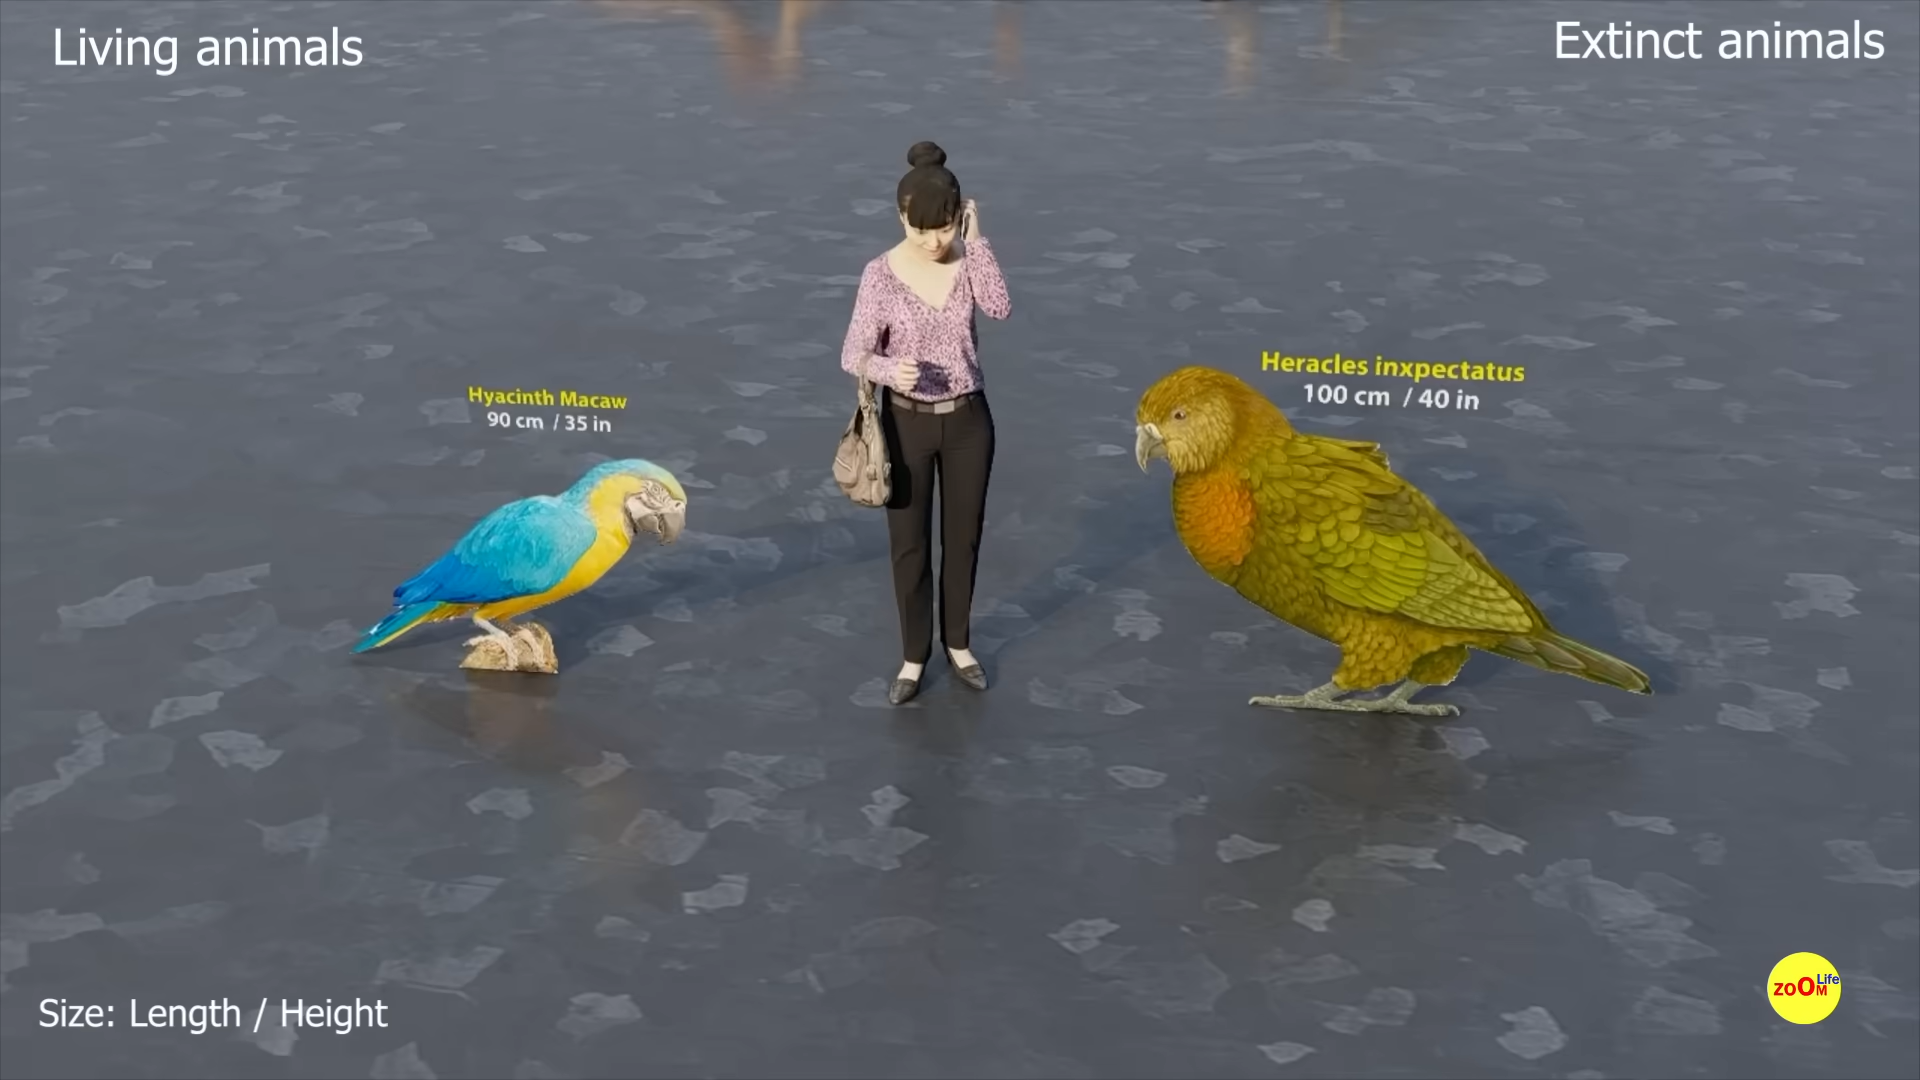 Living animals
Extinct animals
Heracles inxpectatus
100 cm / 40 in
Hyacinth Macaw
90 cm / 35 in
Life
zoOM
Size: Length / Height